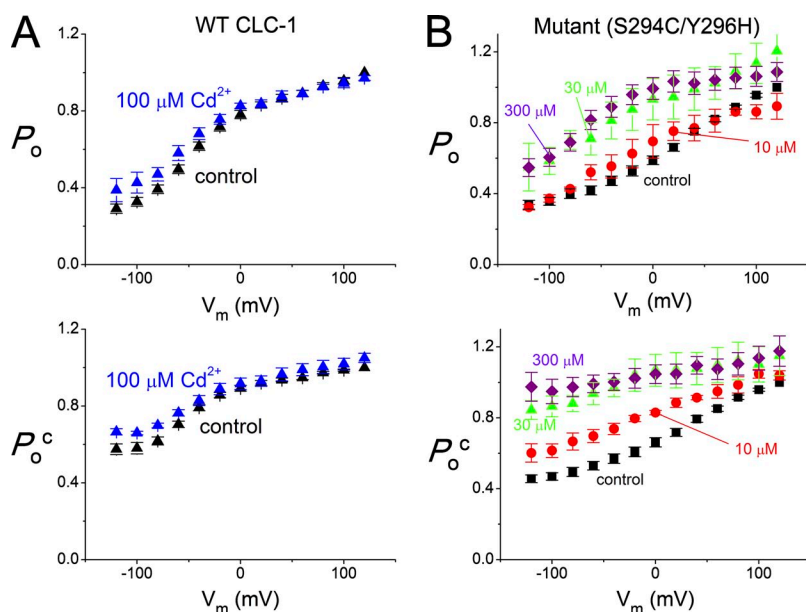 A
WT CLC-1
1.2
0.8
0.4
0.0
Po
100 μM Cd2+
control
-100
0
100
Vm (mV)
1.2
0.8
0.4
0.0
Poc
100 μM Cd2+
control
-100
0
100
Vm (mV)
B
Mutant (S294C/Y296H)
1.2
0.8
0.4
0.0
Po
300 μM
30 μM
10 μM
control
-100
0
100
Vm (mV)
1.2
0.8
0.4
0.0
Poc
300 μM
30 μM
10 μM
control
-100
0
100
Vm (mV)